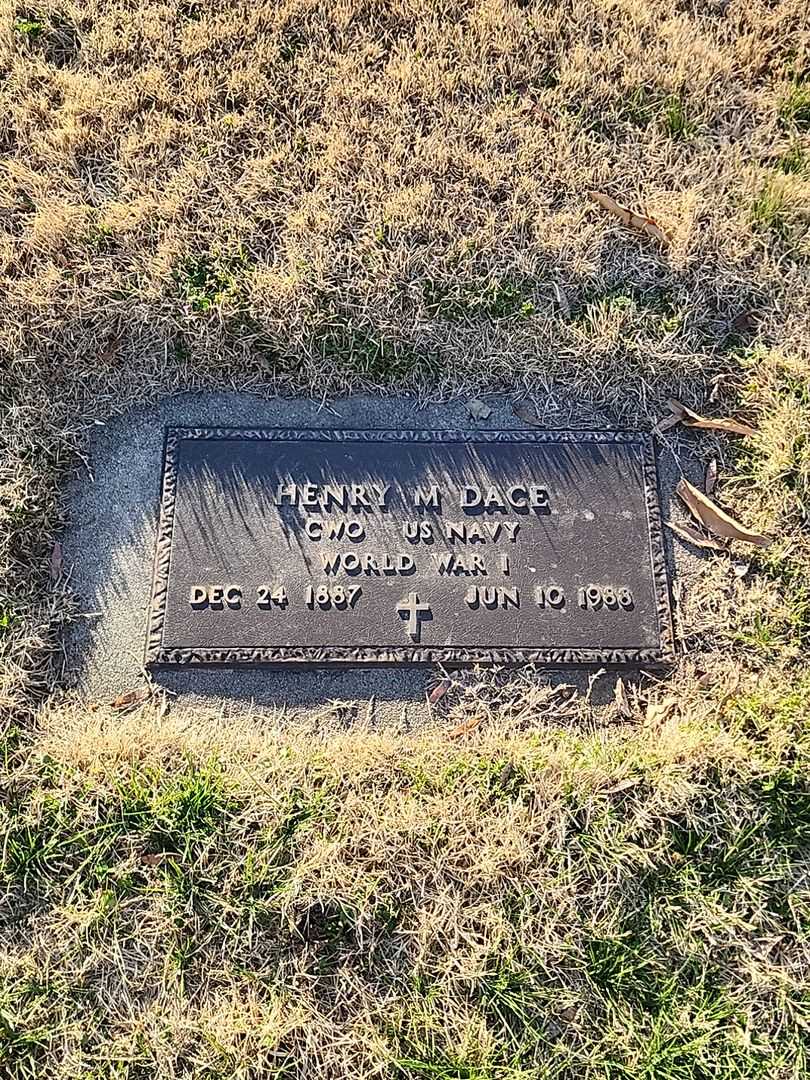 HENRY M DACE
CWO US NAVY
WORLD WAR I
DEC 24 1887 JUN 10 1988